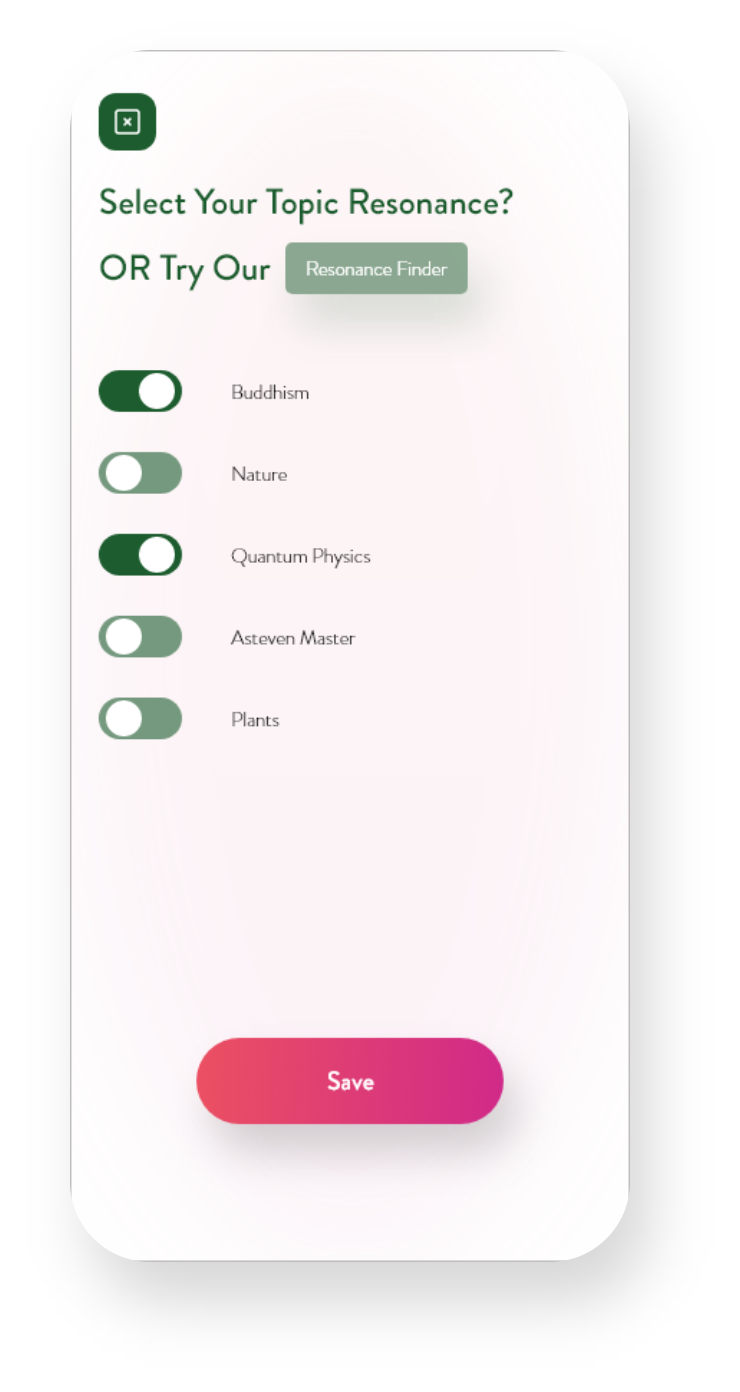 Select Your Topic Resonance?
OR Try Our Resonance Finder
Buddhism
Nature
Quantum Physics
Asteven Master
Plants
Save